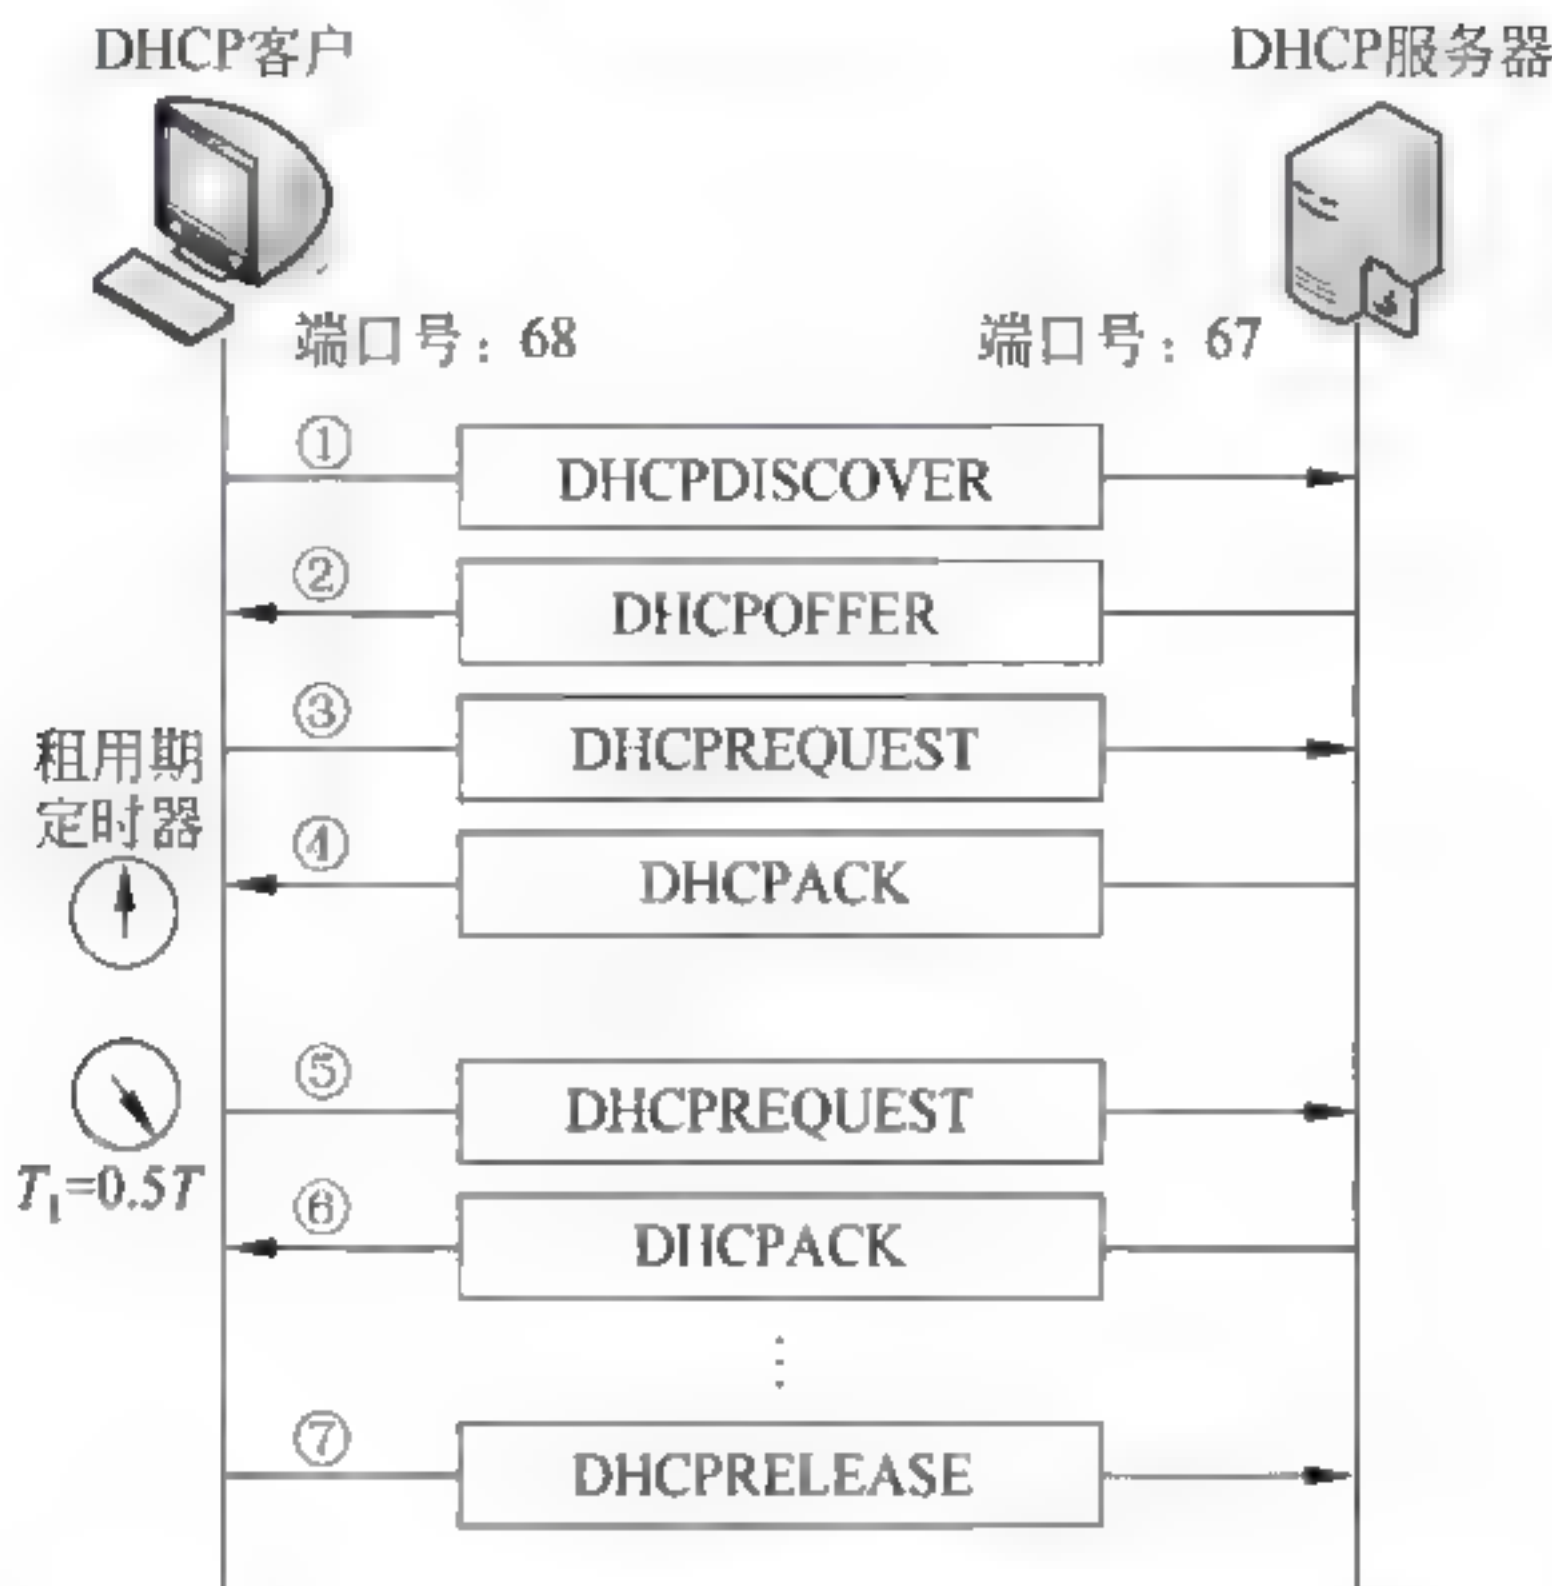 DHCP客户
DHCP服务器
端口号：68
端口号：67
①
DHCPDISCOVER
②
DHCPOFFER
③
DHCPREQUEST
租用期
定时器
④
DHCPACK
⑤
DHCPREQUEST
T₁=0.5T
⑥
DHCPACK
⑦
DHCPRELEASE